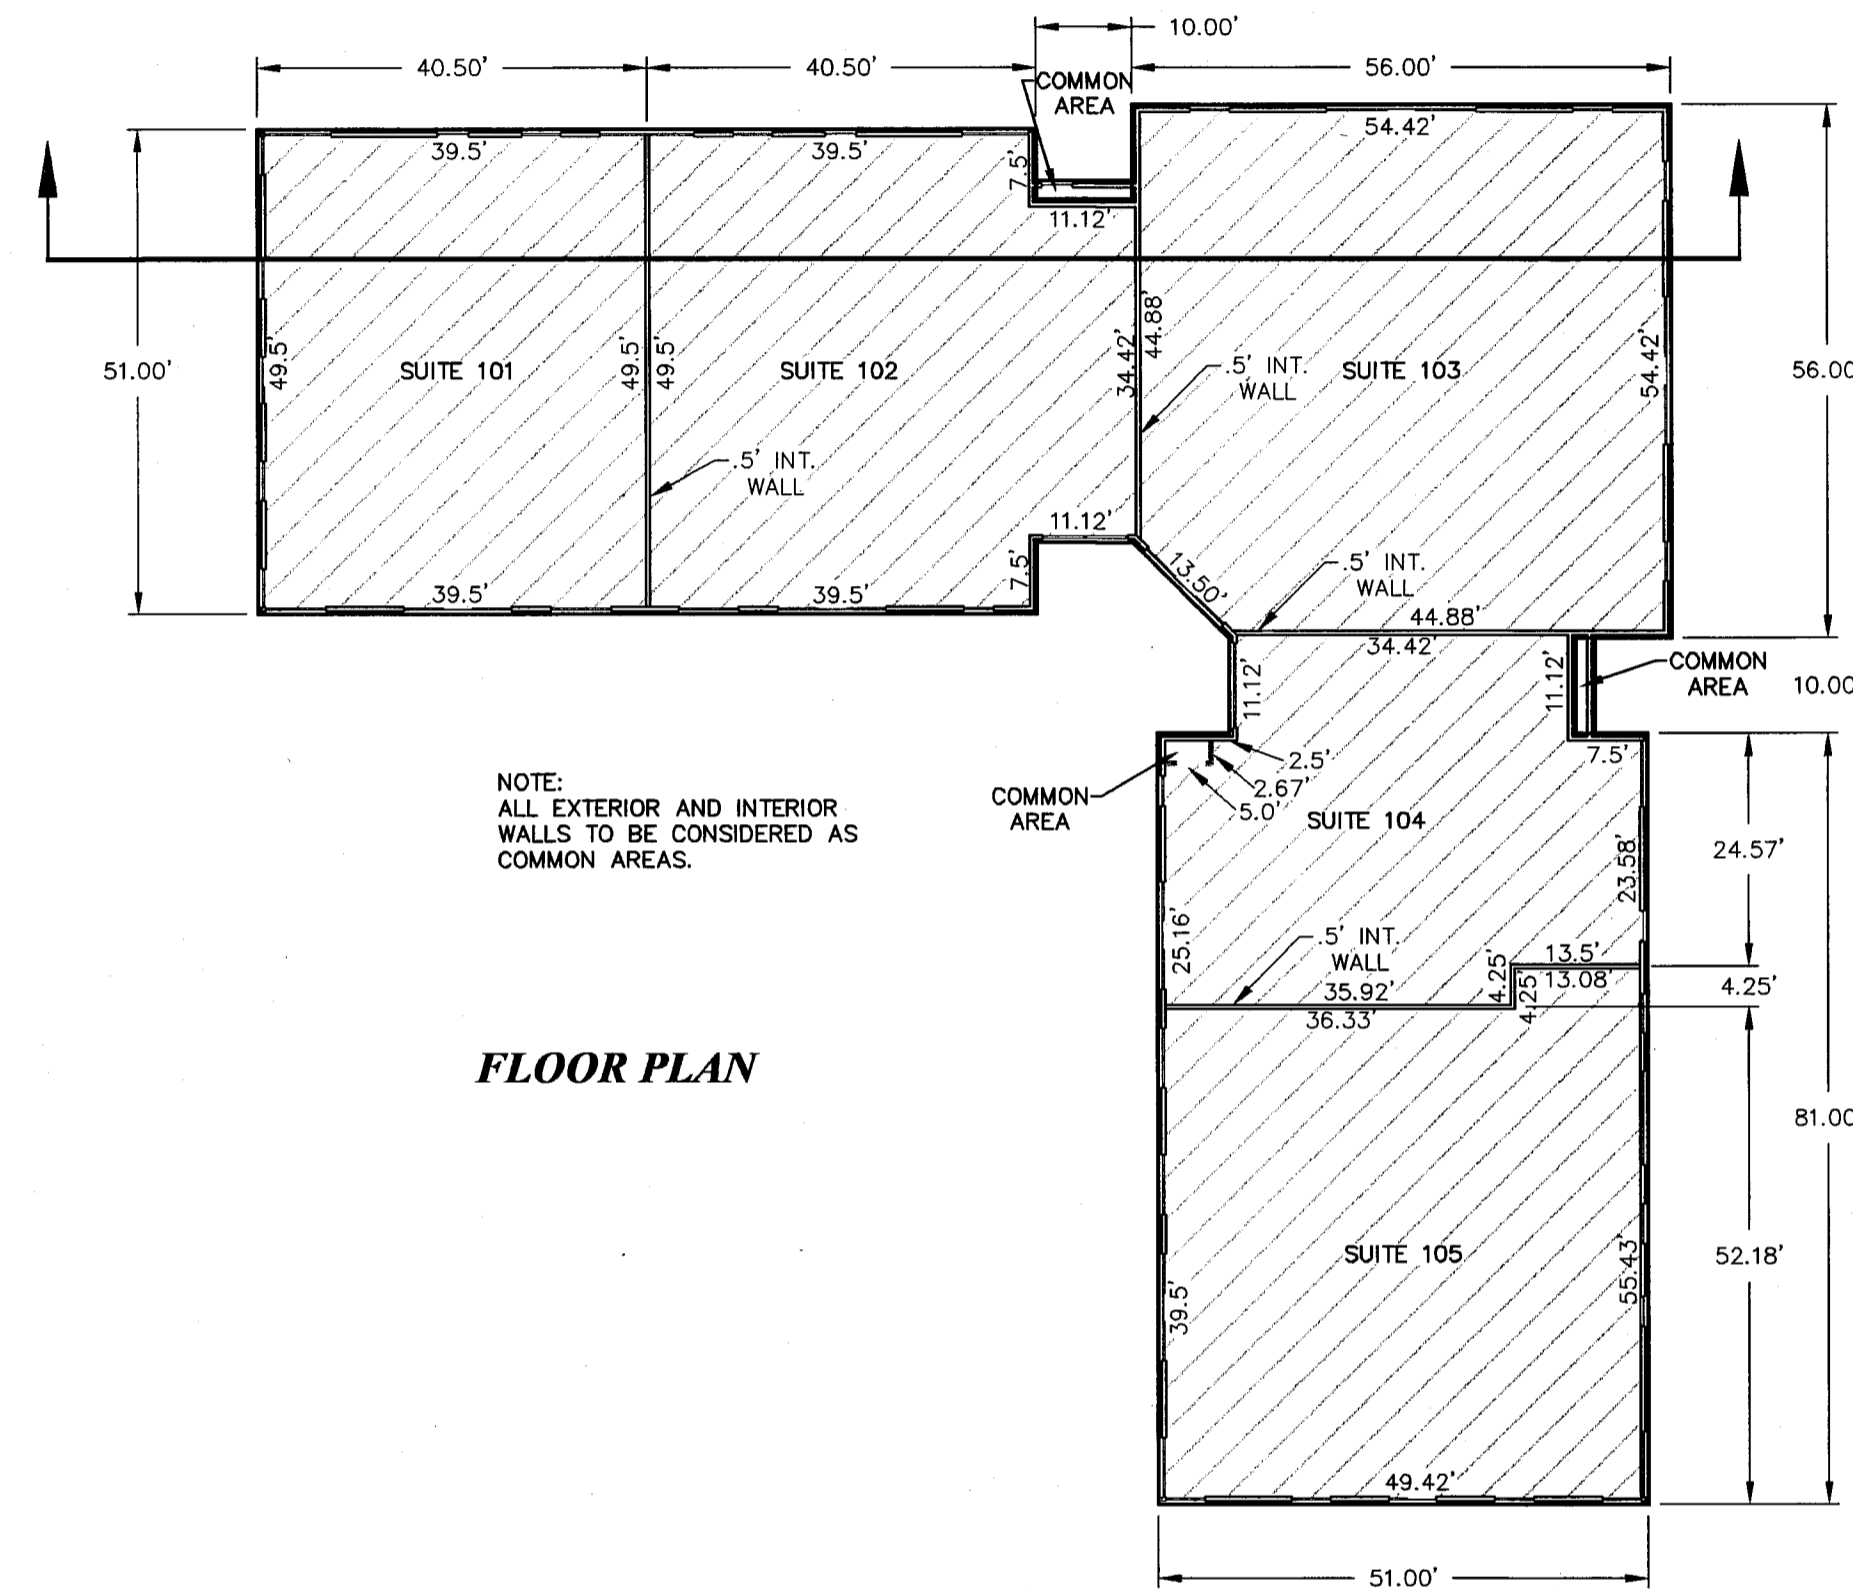 10.00'
40.50'
40.50'
56.00'
COMMON
AREA
54.42'
39.5'
39.5'
7.5'
11.12'
51.00'
49.5'
SUITE 101
49.5'
49.5'
SUITE 102
34.42'
44.88'
.5' INT.
WALL
SUITE 103
54.42'
56.00
.5' INT.
WALL
11.12'
13.50'
.5' INT.
WALL
39.5'
39.5'
7.5'
44.88'
34.42'
11.12'
11.12'
COMMON
AREA
10.00
7.5'
2.5'
2.67'
5.0'
COMMON
AREA
SUITE 104
NOTE:
ALL EXTERIOR AND INTERIOR
WALLS TO BE CONSIDERED AS
COMMON AREAS.
23.58'
24.57'
25.16'
.5' INT.
WALL
13.5'
4.25'
13.08'
4.25'
4.25'
35.92'
36.33'
FLOOR PLAN
81.00
SUITE 105
39.5'
55.43'
52.18'
49.42'
51.00'